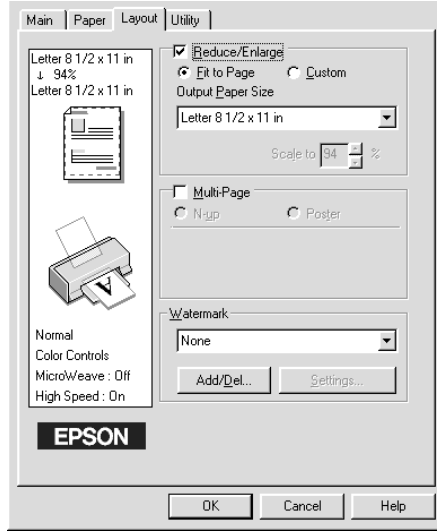 Main Paper Layout Utility
Letter 8 1/2 x 11 in
↓ 94%
Letter 8 1/2 x 11 in
Normal
Color Controls
MicroWeave : Off
High Speed : On
EPSON
Reduce/Enlarge
Fit to Page Custom
Output Paper Size
Letter 8 1/2 x 11 in
Scale to 94 %
Multi-Page
N-up Poster
Watermark
None
Add/Del... Settings...
OK Cancel Help